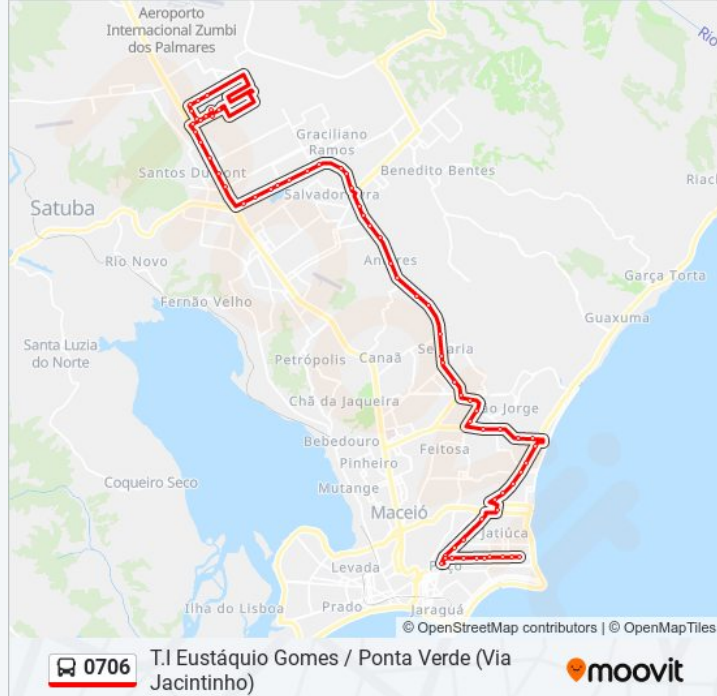 Aeroporto
Internacional Zumbi
dos Palmares
Rio
Graciliano
Ramos
Benedito Bentes
Santos Dumont
Salvador Lyra
Satuba
Riach
Rio Novo
Antares
Garça Torta
Fernão Velho
Guaxuma
Santa Luzia
do Norte
Petrópolis
Canaã
Serraria
Chã da Jaqueira
São Jorge
Bebedouro
Feitosa
Pinheiro
Coqueiro Seco
Mutange
Maceió
Jatiúca
Levada
Poço
Ilha do Lisboa
Prado
Jaraguá
© OpenStreetMap contributors | © OpenMapTiles
0706
T.I Eustáquio Gomes / Ponta Verde (Via
Jacintinho)
moovit